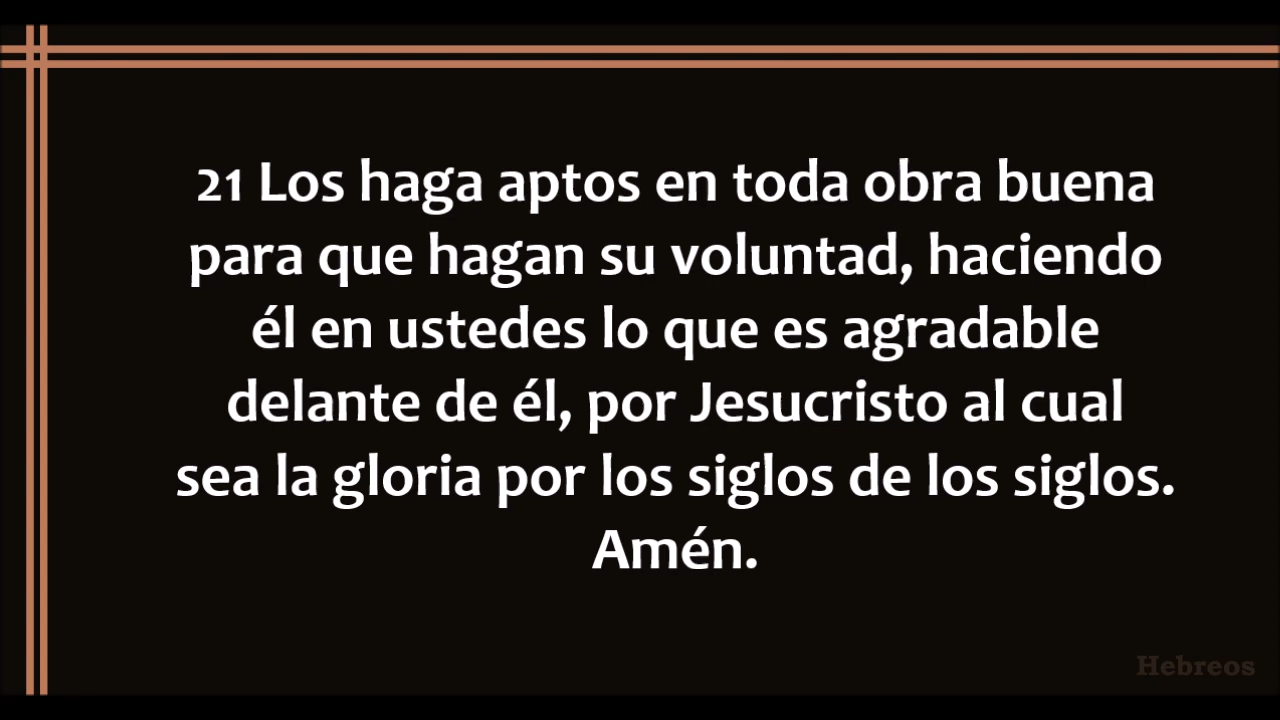 21 Los haga aptos en toda obra buena
para que hagan su voluntad, haciendo
él en ustedes lo que es agradable
delante de él, por Jesucristo al cual
sea la gloria por los siglos de los siglos.
Amén.
Hebreos